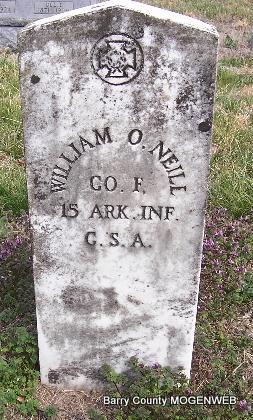 WILLIAM O. NEILL
CO. F.
15 ARK. INF.
C. S. A.
Barry County MOGENWEB